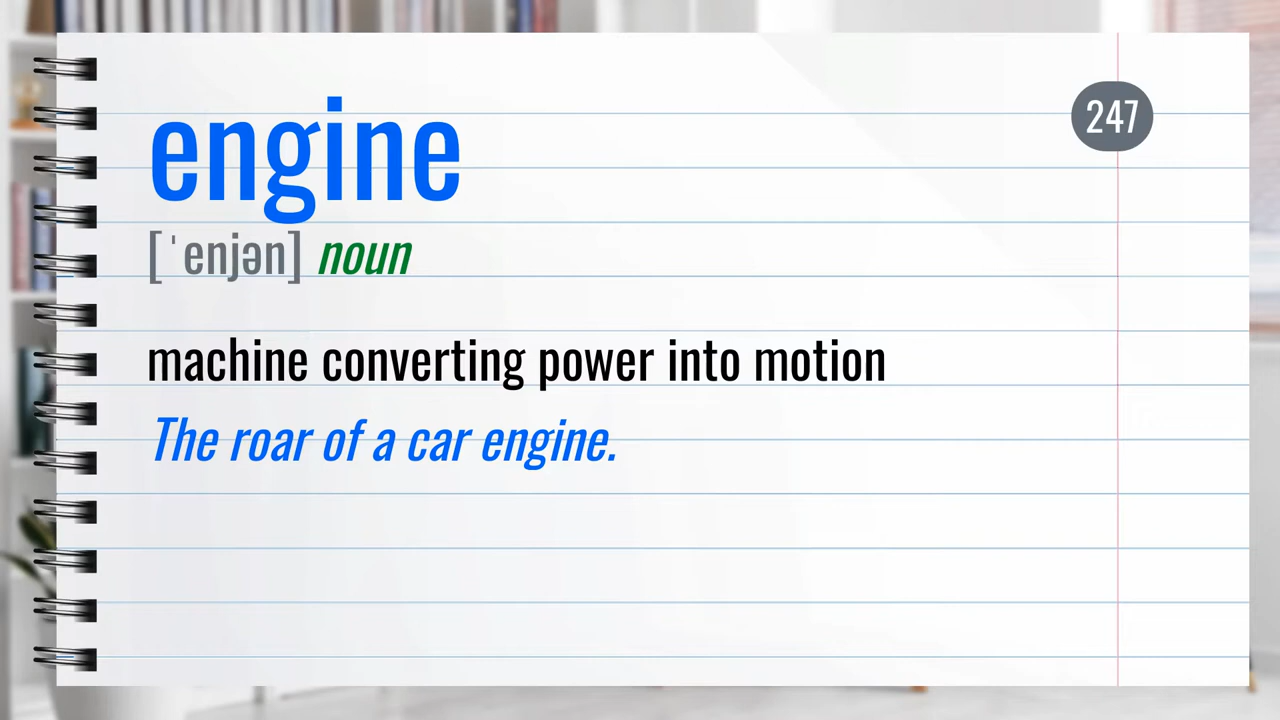 engine
247
[ˈenjən] noun
machine converting power into motion
The roar of a car engine.